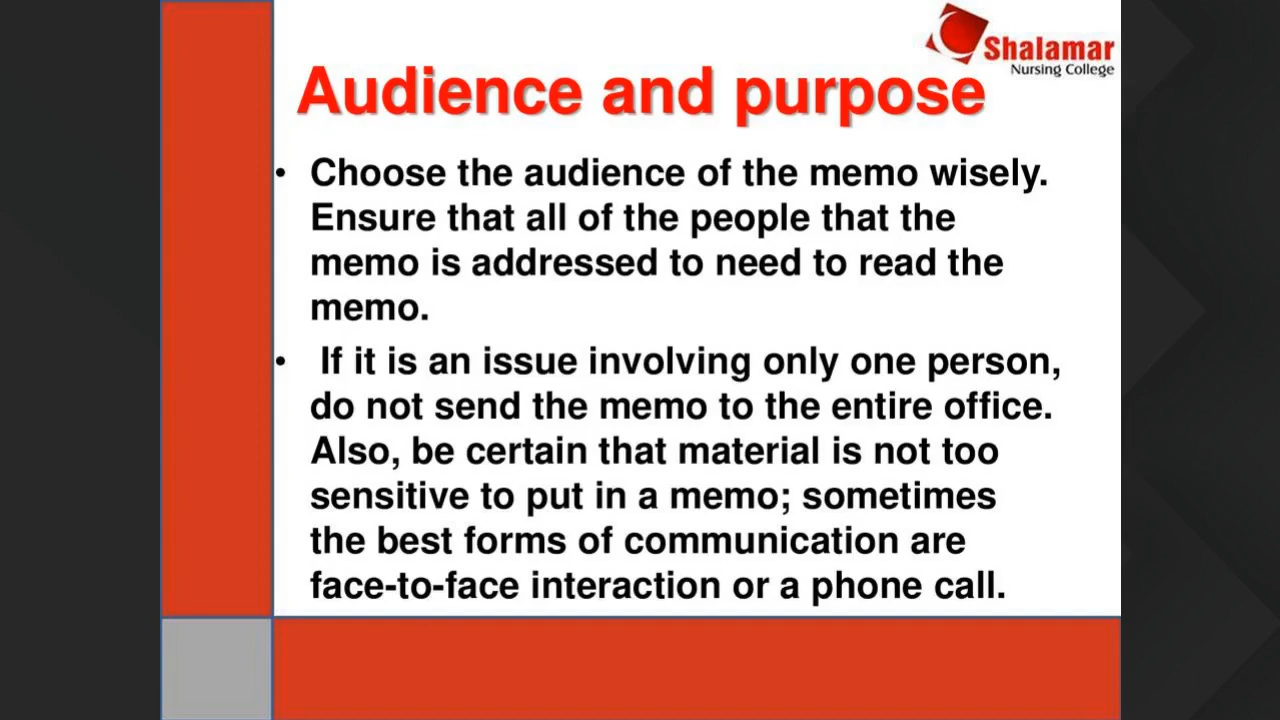 Shalamar
Nursing College
Audience and purpose
• Choose the audience of the memo wisely.
Ensure that all of the people that the
memo is addressed to need to read the
memo.
• If it is an issue involving only one person,
do not send the memo to the entire office.
Also, be certain that material is not too
sensitive to put in a memo; sometimes
the best forms of communication are
face-to-face interaction or a phone call.